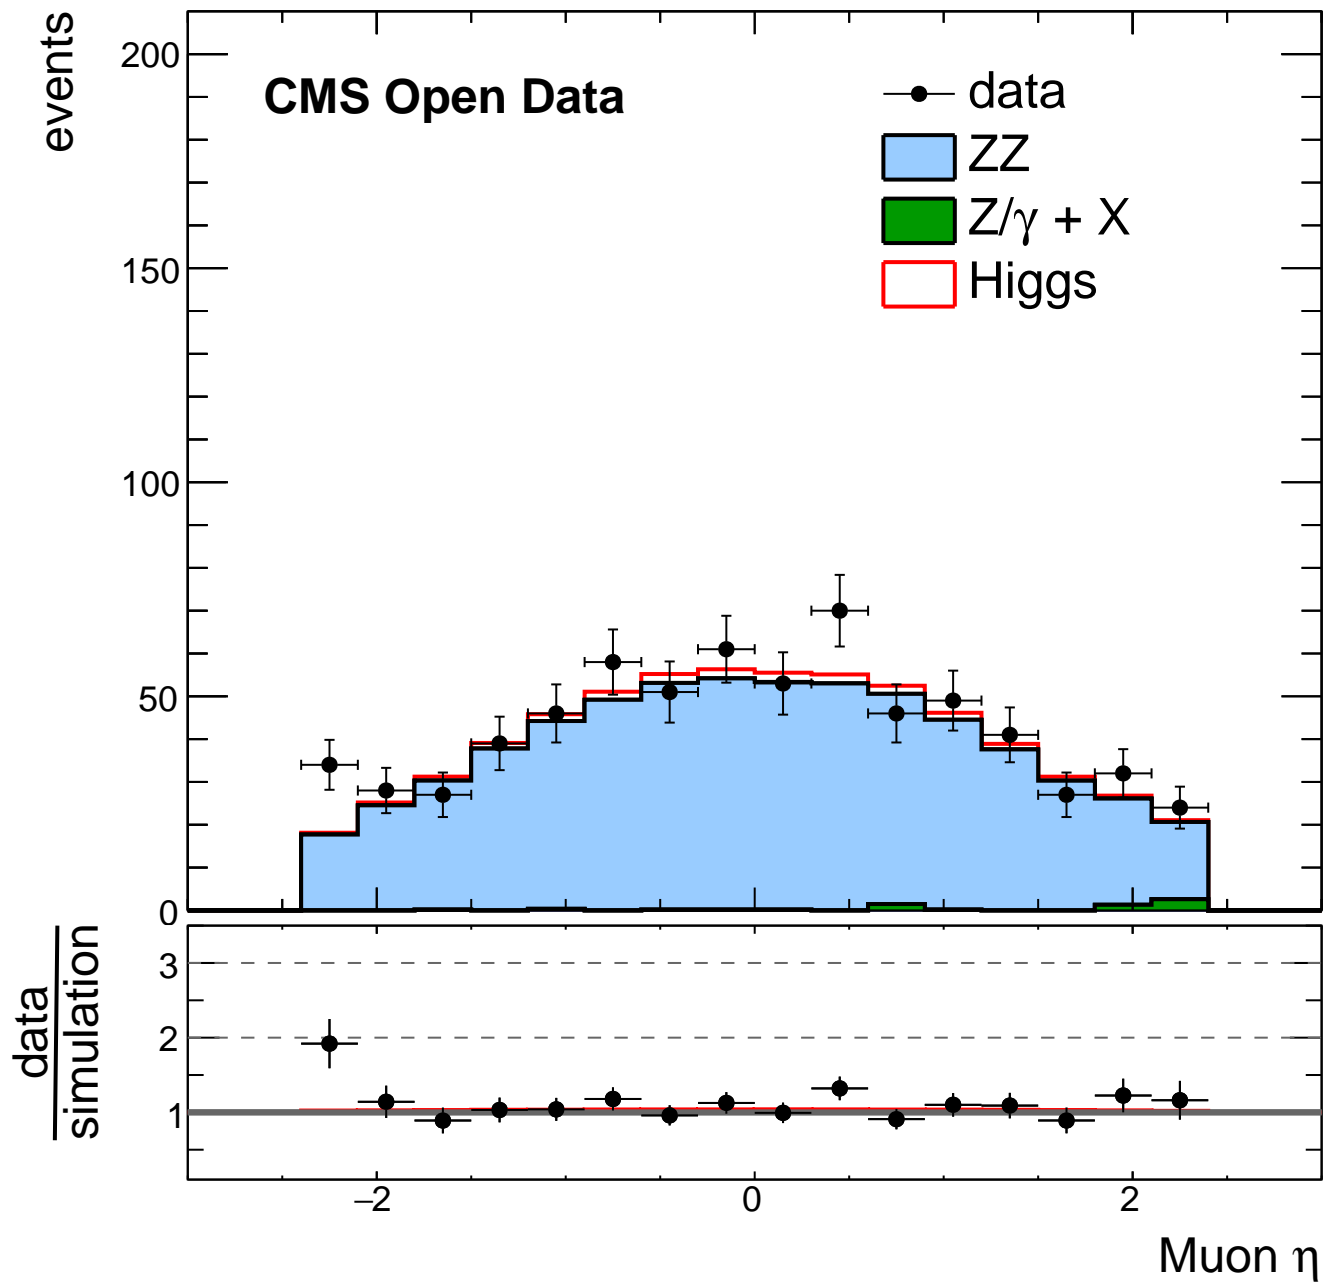 events
200
150
100
50
0
CMS Open Data
data
ZZ
Z/γ + X
Higgs
data
simulation
3
2
1
−2
0
2
Muon η